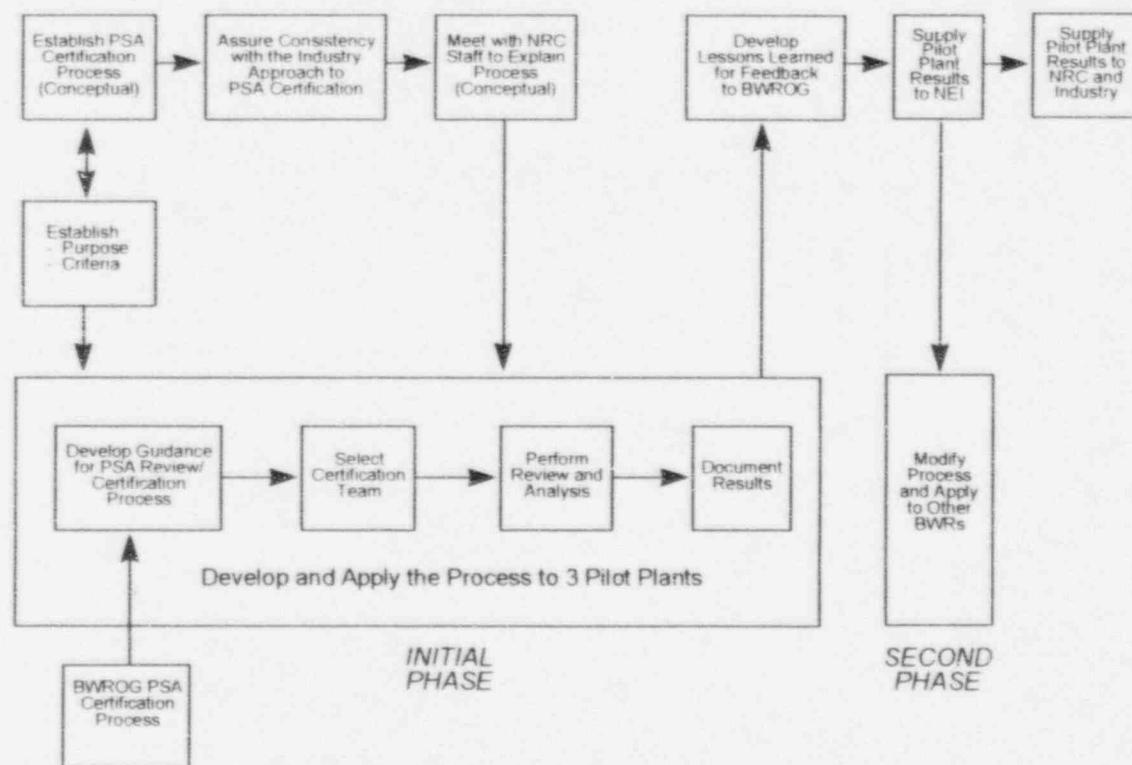 Establish PSA
Certification
Process
(Conceptual)
Assure Consistency
with the Industry
Approach to
PSA Certification
Meet with NRC
Staff to Explain
Process
(Conceptual)
Develop
Lessons Learned
for Feedback
to BWROG
Supply
Pilot
Plant
Results
to NEI
Supply
Pilot Plant
Results to
NRC and
Industry
Establish
- Purpose
- Criteria
Develop Guidance
for PSA Review/
Certification
Process
Select
Certification
Team
Perform
Review and
Analysis
Document
Results
Develop and Apply the Process to 3 Pilot Plants
Modify
Process
and Apply
to Other
BWRs
INITIAL
PHASE
SECOND
PHASE
BWROG PSA
Certification
Process